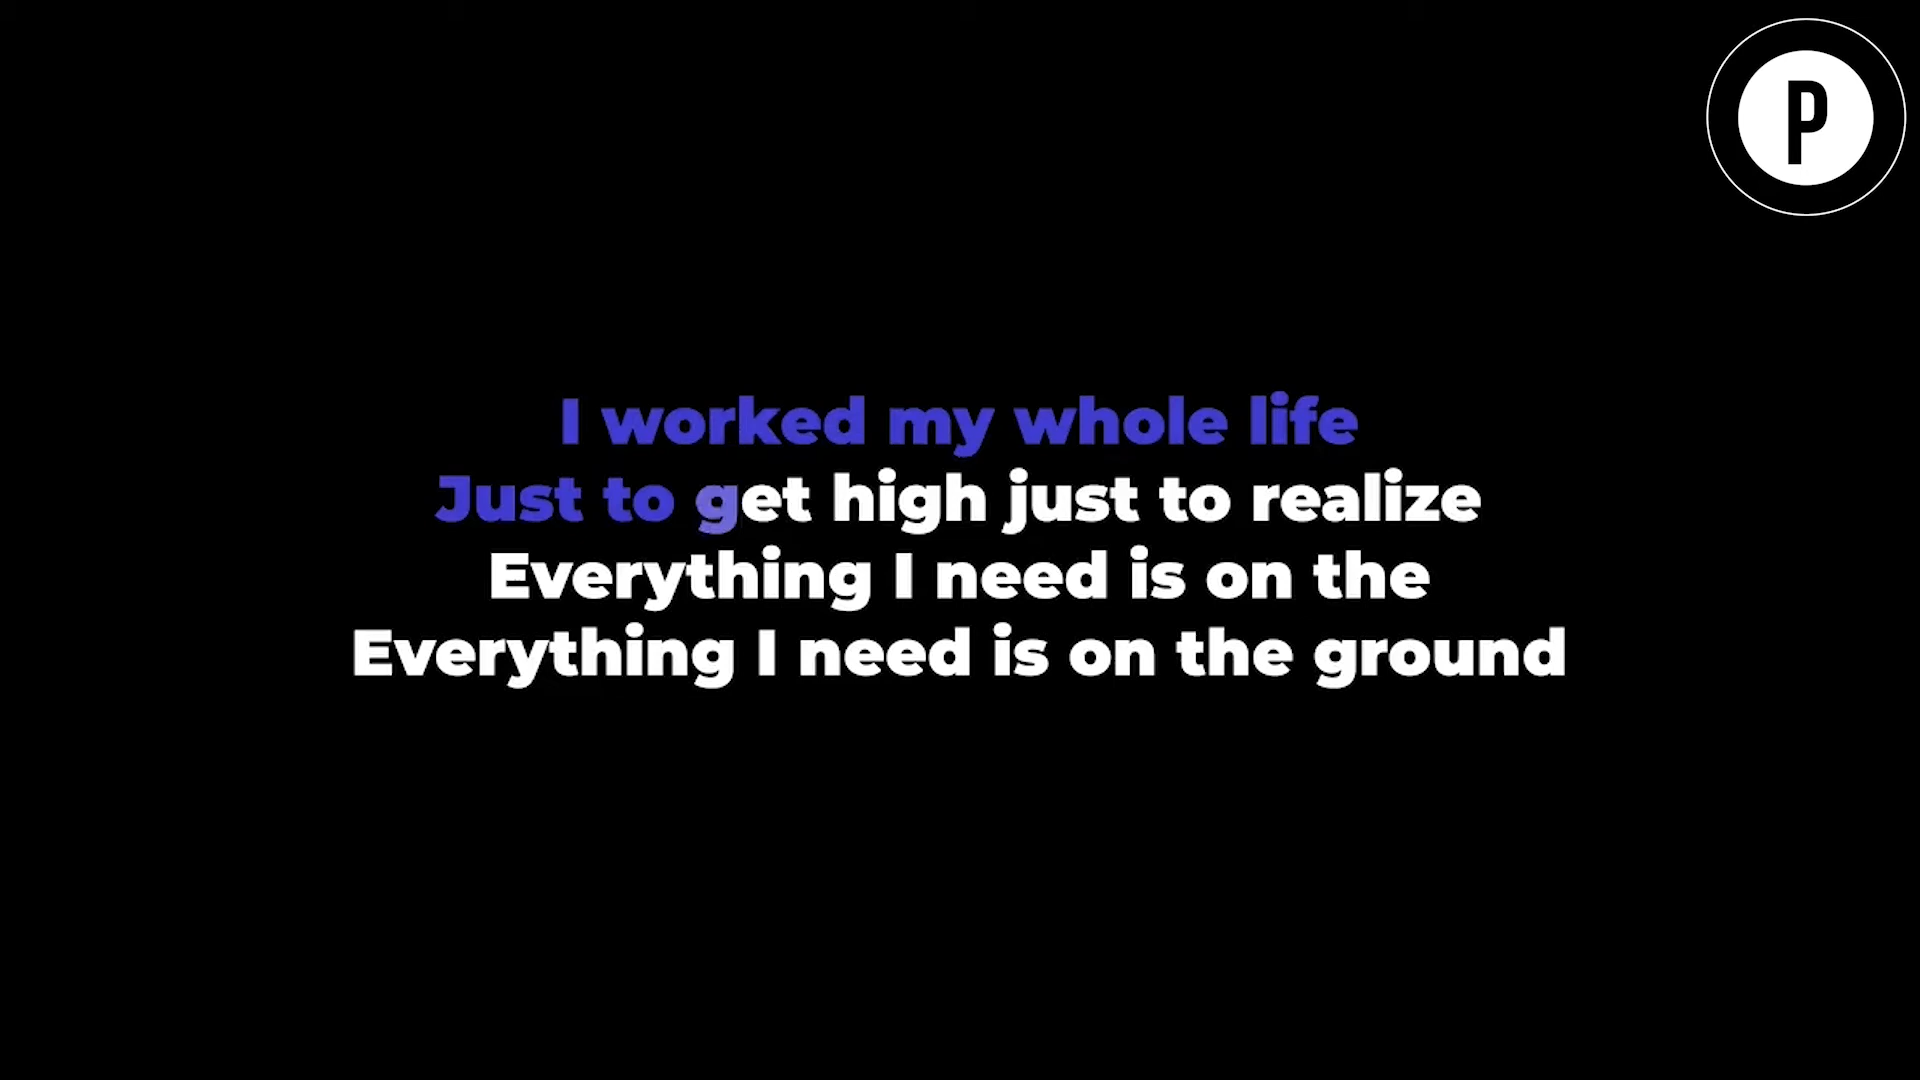 P
I worked my whole life
Just to get high just to realize
Everything I need is on the
Everything I need is on the ground